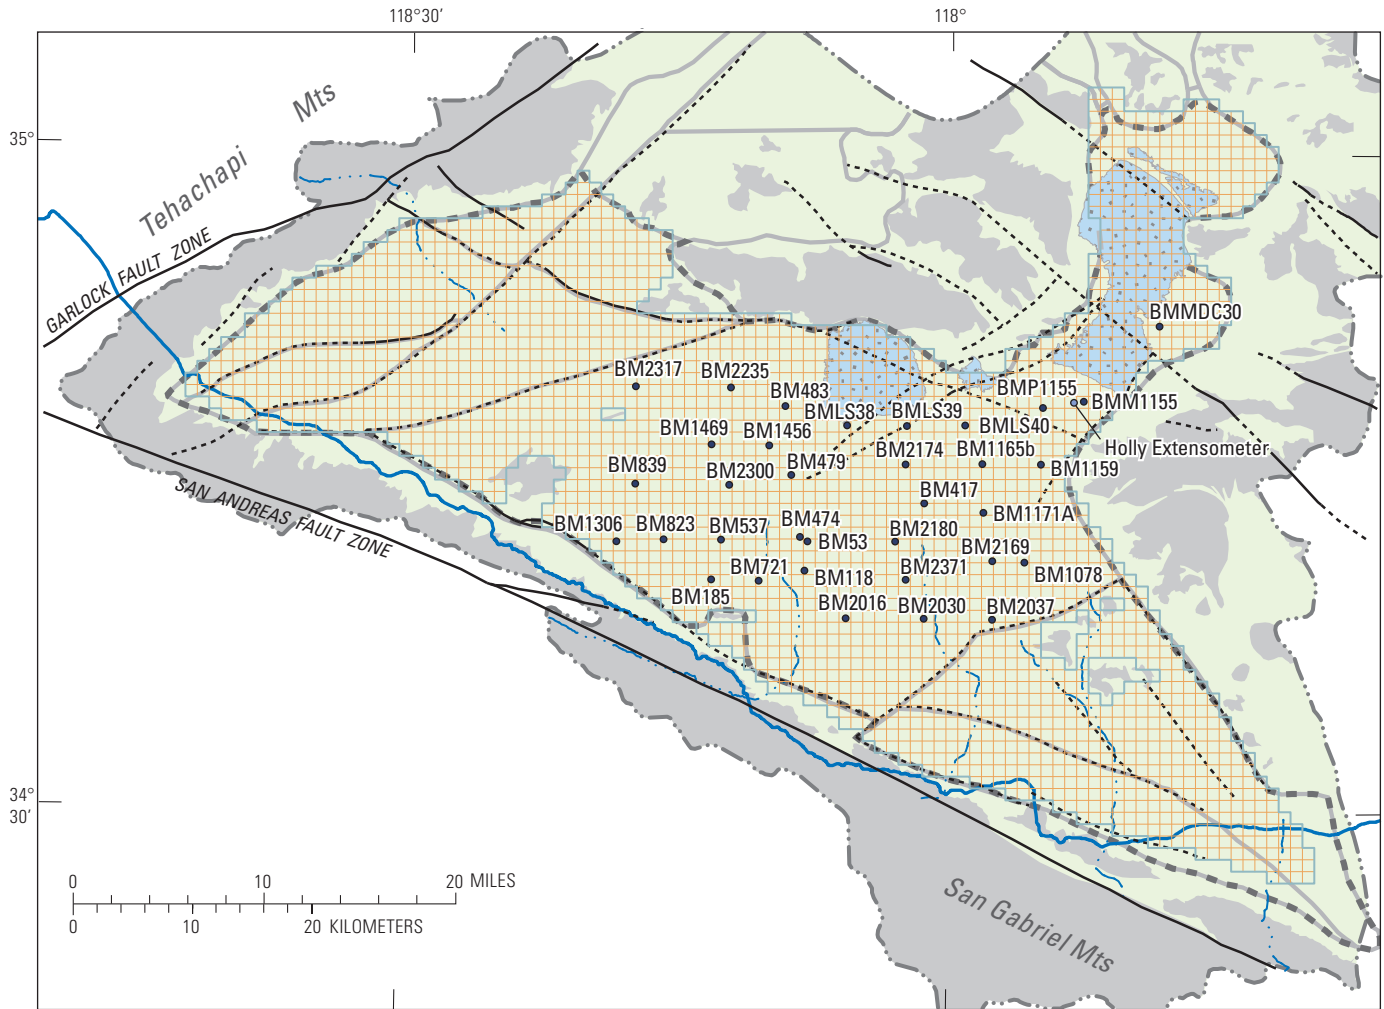 118°30'
118°
35°
34°
30'
Tehachapi
Mts
GARLOCK FAULT ZONE
SAN ANDREAS FAULT ZONE
San Gabriel Mts
BMMDC30
BM2317
BM2235
BM483
BMP1155
BMM1155
BMLS38
BMLS39
BMLS40
BM1469
BM1456
Holly Extensometer
BM839
BM2300
BM479
BM2174
BM1165b
BM1159
BM417
BM1171A
BM1306
BM823
BM537
BM474
BM53
BM2180
BM2169
BM721
BM118
BM2371
BM1078
BM185
BM2016
BM2030
BM2037
0 10 20 MILES
0 10 20 KILOMETERS